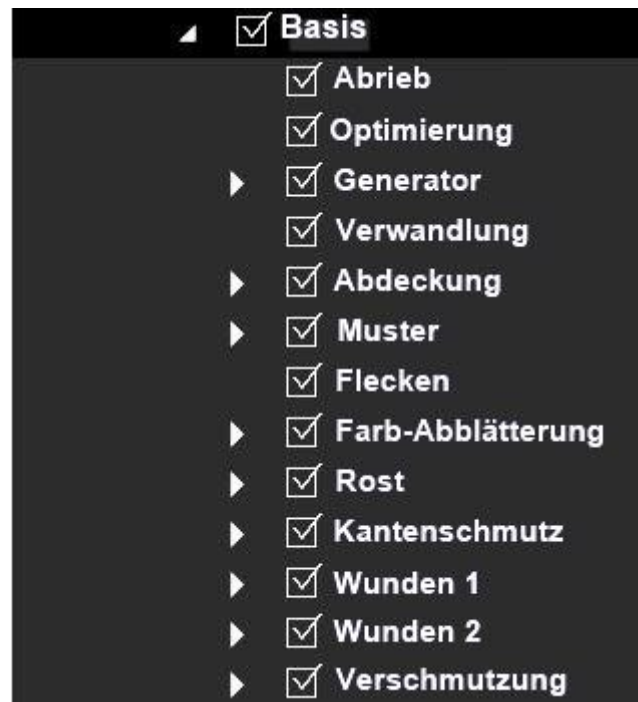 Basis
Abrieb
Optimierung
Generator
Verwandlung
Abdeckung
Muster
Flecken
Farb-Abblätterung
Rost
Kantenschmutz
Wunden 1
Wunden 2
Verschmutzung